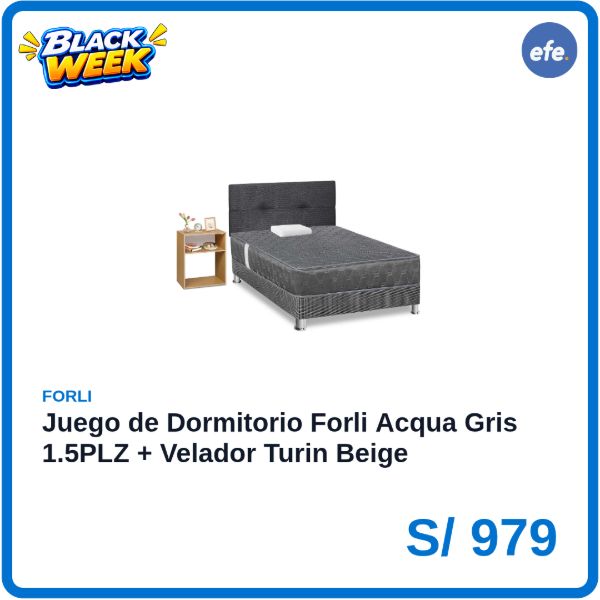 BLACK
WEEK
efe.
FORLI
Juego de Dormitorio Forli Acqua Gris
1.5PLZ + Velador Turin Beige
S/ 979